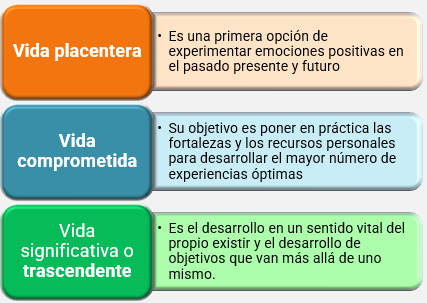 Vida placentera
• Es una primera opción de
experimentar emociones positivas en
el pasado presente y futuro
Vida
comprometida
• Su objetivo es poner en práctica las
fortalezas y los recursos personales
para desarrollar el mayor número de
experiencias óptimas
Vida
significativa o
trascendente
• Es el desarrollo en un sentido vital del
propio existir y el desarrollo de
objetivos que van más allá de uno
mismo.